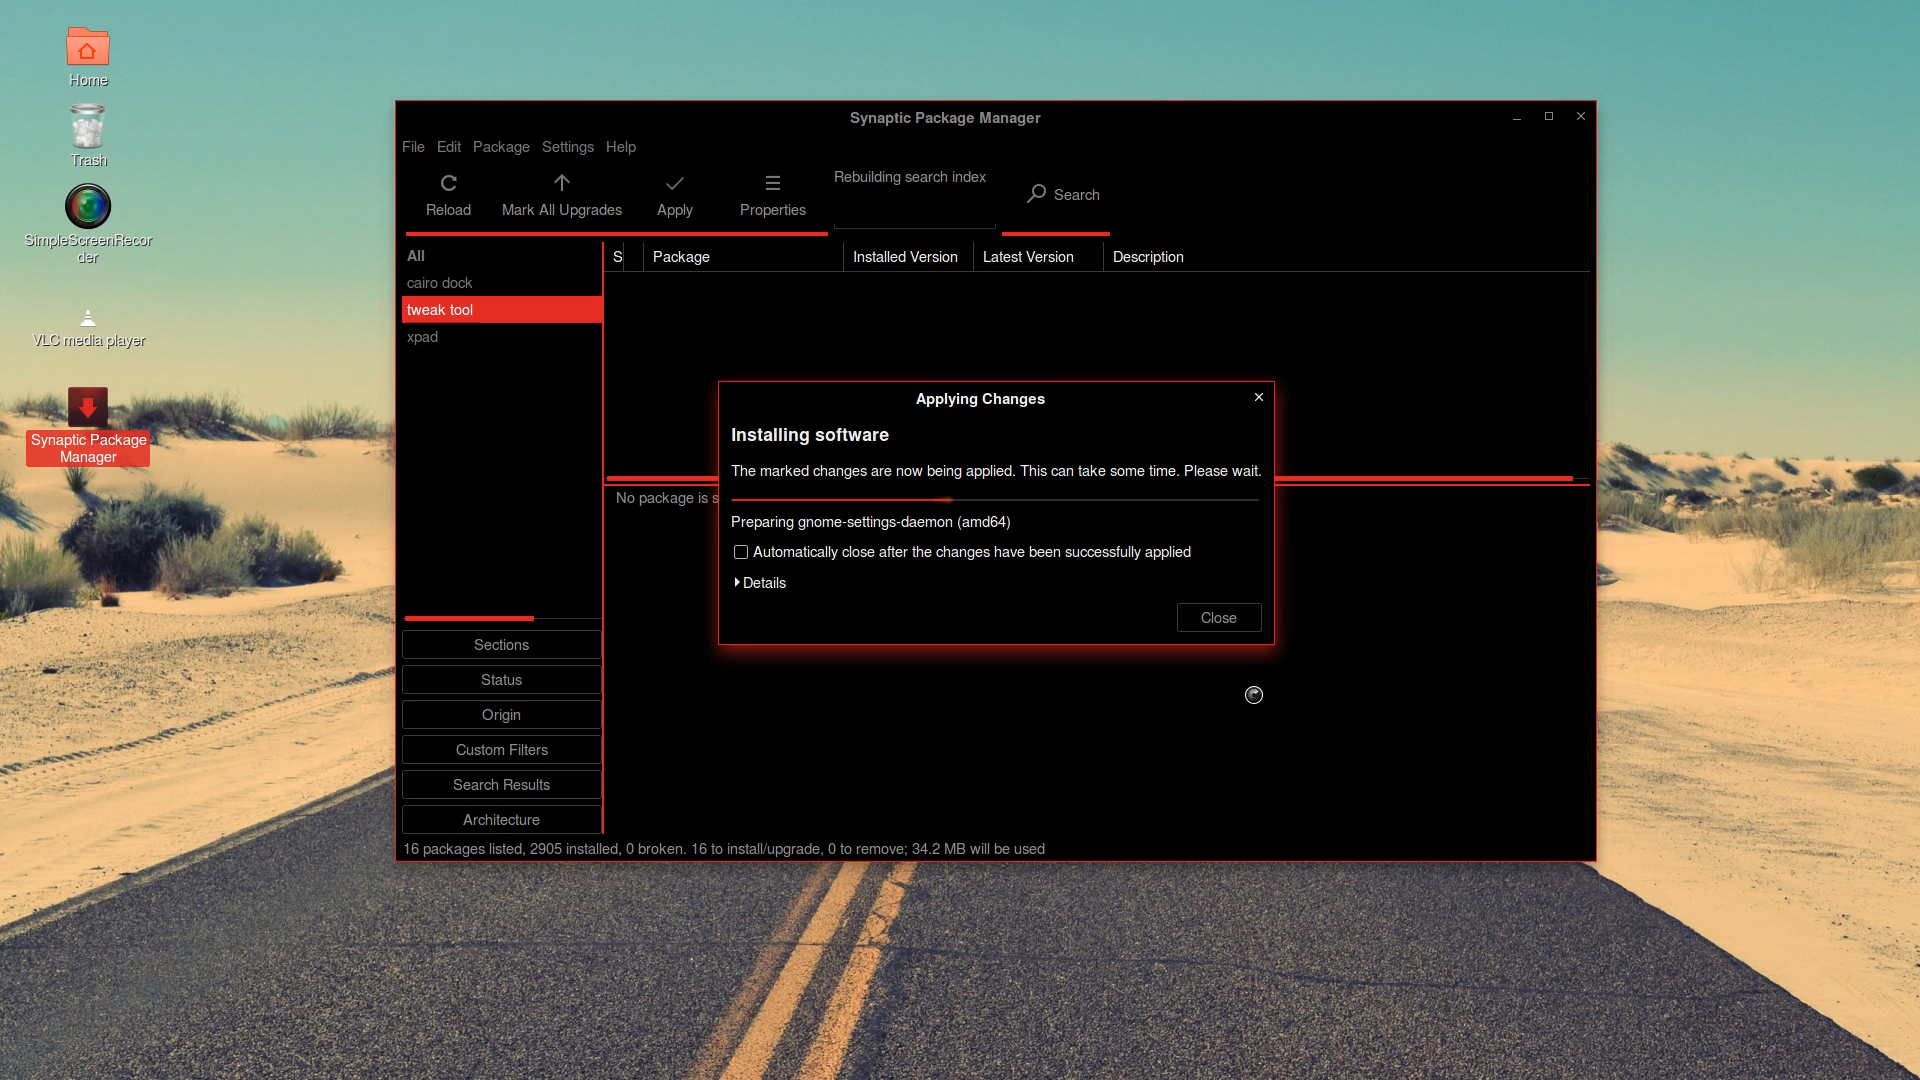 Home
Trash
SimpleScreenRecor
der
VLC media player
Synaptic Package
Manager
Synaptic Package Manager
File Edit Package Settings Help
Reload Mark All Upgrades Apply Properties
Rebuilding search index
Search
All
cairo dock
tweak tool
xpad
S Package Installed Version Latest Version Description
No package is s
Applying Changes
Installing software
The marked changes are now being applied. This can take some time. Please wait.
Preparing gnome-settings-daemon (amd64)
Automatically close after the changes have been successfully applied
Details
Close
Sections
Status
Origin
Custom Filters
Search Results
Architecture
16 packages listed, 2905 installed, 0 broken. 16 to install/upgrade, 0 to remove; 34.2 MB will be used